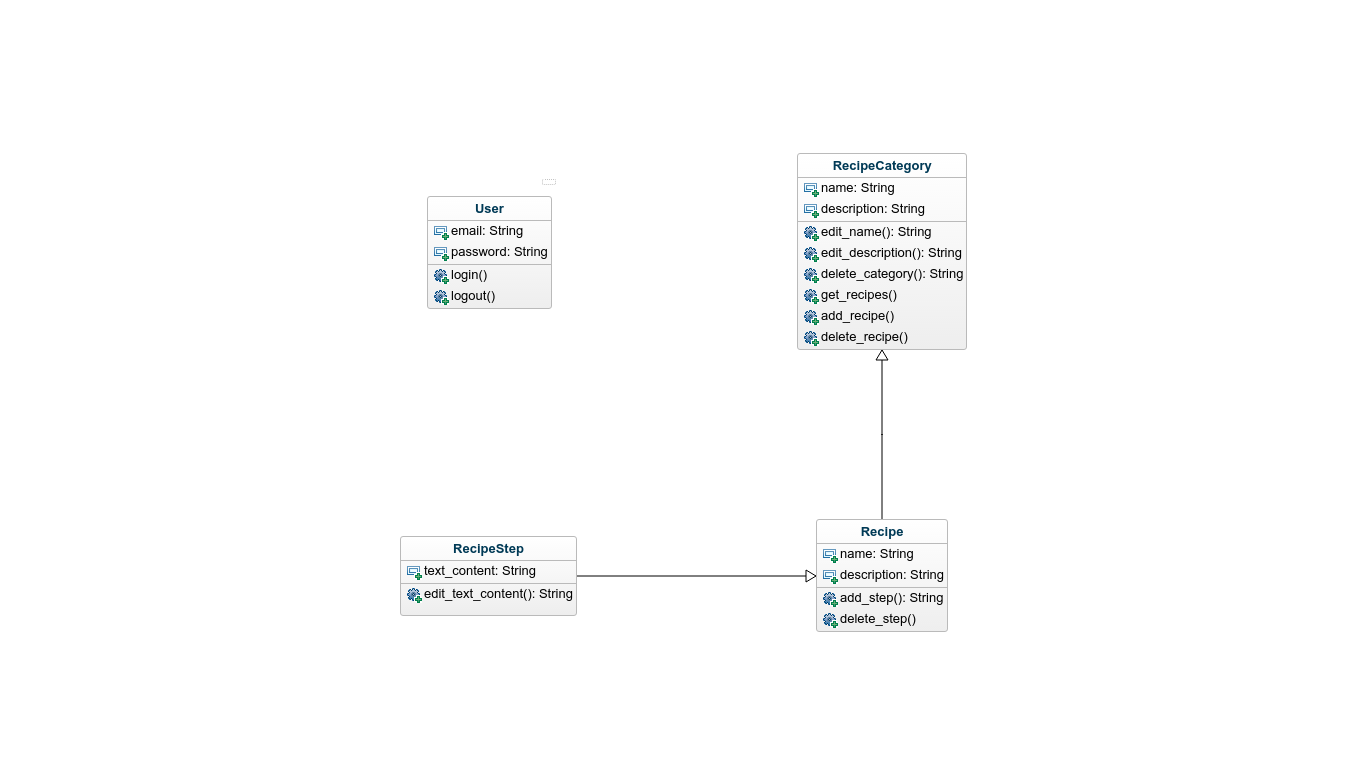 User
email: String
password: String
login()
logout()
RecipeCategory
name: String
description: String
edit_name(): String
edit_description(): String
delete_category(): String
get_recipes()
add_recipe()
delete_recipe()
RecipeStep
text_content: String
edit_text_content(): String
Recipe
name: String
description: String
add_step(): String
delete_step()